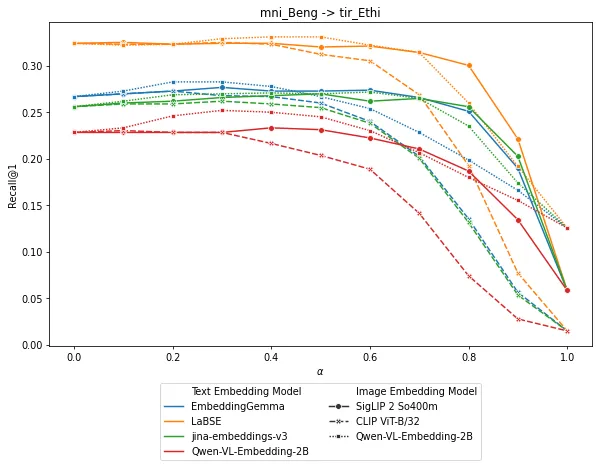 mni_Beng -> tir_Ethi
Recall@1
0.30
0.25
0.20
0.15
0.10
0.05
0.00
0.0 0.2 0.4 0.6 0.8 1.0
α
Text Embedding Model
EmbeddingGemma
LaBSE
jina-embeddings-v3
Qwen-VL-Embedding-2B
Image Embedding Model
SigLIP 2 So400m
CLIP ViT-B/32
Qwen-VL-Embedding-2B